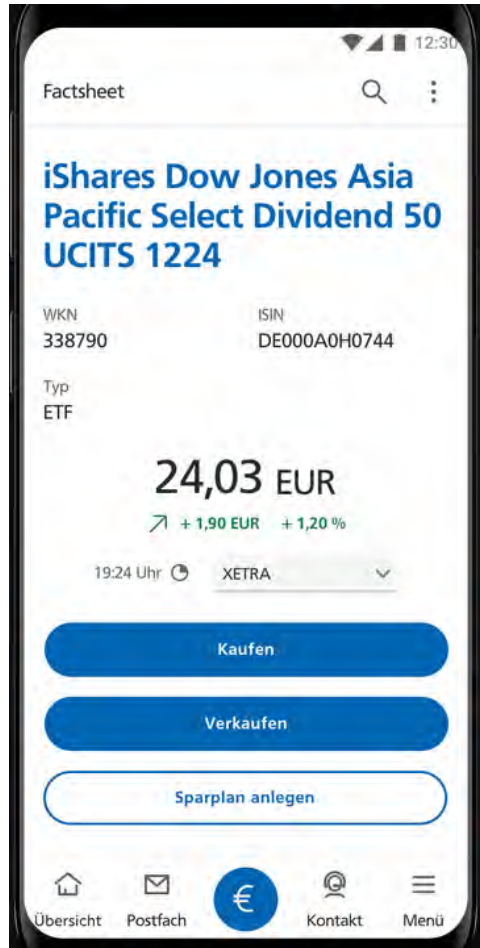 12:30
Factsheet
iShares Dow Jones Asia
Pacific Select Dividend 50
UCITS 1224
WKN
338790
ISIN
DE000A0H0744
Typ
ETF
24,03 EUR
+ 1,90 EUR + 1,20 %
19:24 Uhr XETRA
Kaufen
Verkaufen
Sparplan anlegen
€
Übersicht Postfach Kontakt Menü